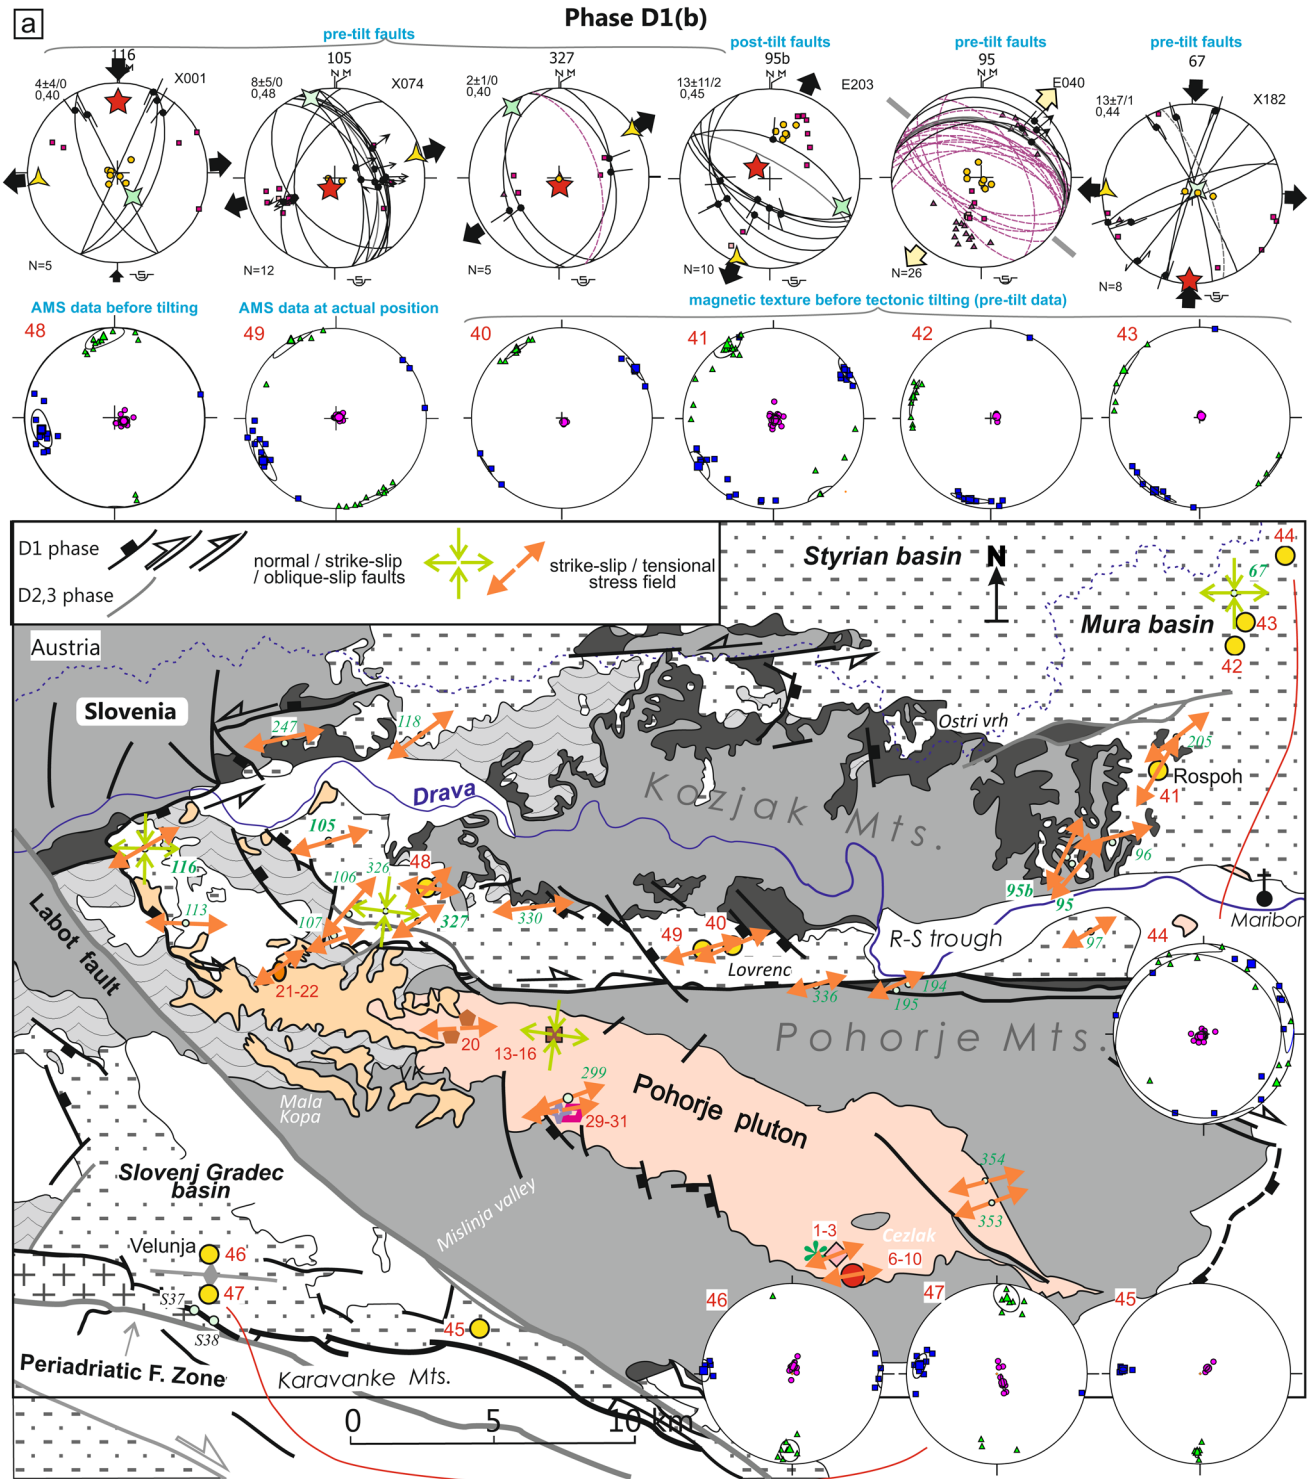 a
Phase D1(b)
pre-tilt faults
post-tilt faults
pre-tilt faults
pre-tilt faults
116
105
327
95b
95
67
N M
N M
N M
N M
4±4/0
0,40
X001
8±5/0
0,48
X074
2±1/0
0,40
13±11/2
0,45
E203
E040
13±7/1
0,44
X182
N=5
N=12
N=5
N=10
N=26
N=8
S
S
S
S
AMS data before tilting
AMS data at actual position
magnetic texture before tectonic tilting (pre-tilt data)
48
49
40
41
42
43
D1 phase
D2,3 phase
normal / strike-slip
/ oblique-slip faults
strike-slip / tensional
stress field
Styrian basin
N
44
67
Mura basin
43
42
Austria
Slovenia
247
118
Ostri vrh
205
Rospoh
41
Drava
Kozjak Mts.
105
116
106
326
48
96
95b
95
113
107
327
330
49
40
R-S trough
97
Maribor
44
Labot fault
Lovrenc
336
194
195
21-22
20
13-16
Pohorje Mts.
299
29-31
Mala
Kopa
Pohorje pluton
Slovenj Gradec
basin
Mislinja valley
354
353
Velunja
46
47
1-3
Cezlak
6-10
S37
S38
45
46
47
45
Periadriatic F. Zone
Karavanke Mts.
0 5 10 km